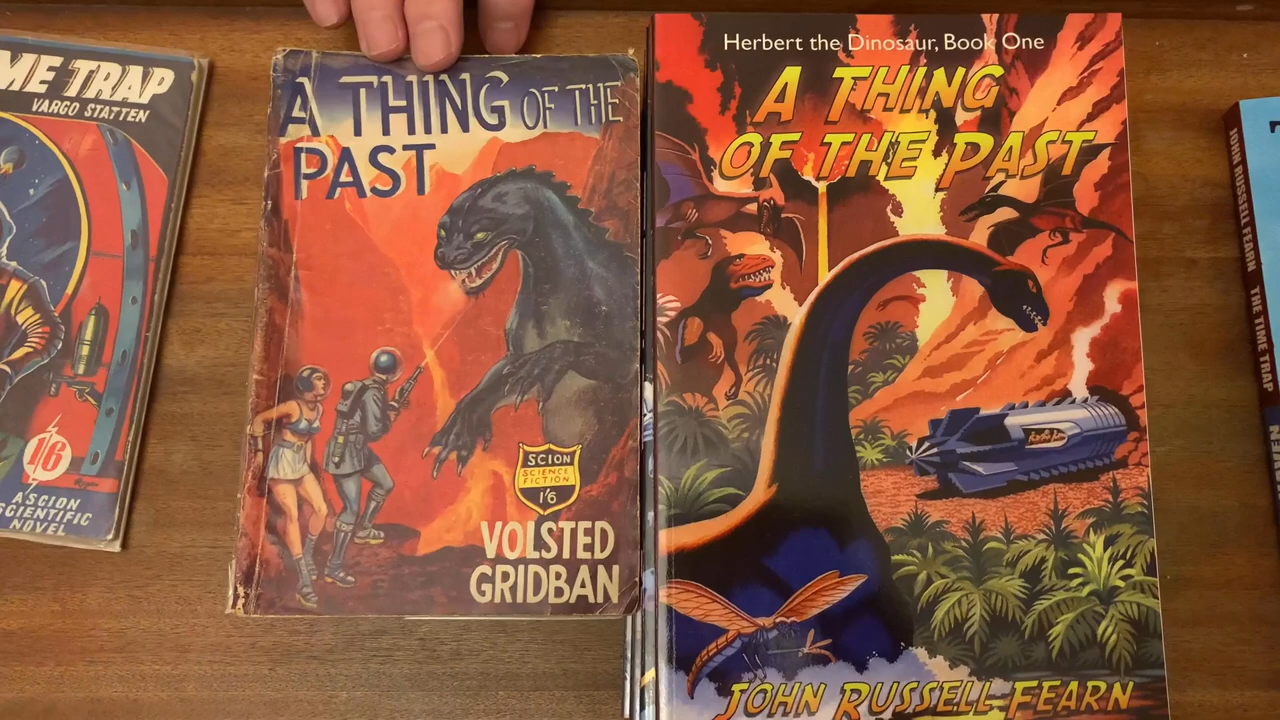 ME TRAP
VARGO STATTEN
1/6
A SCION
SCIENTIFIC
NOVEL
A THING OF THE
PAST
SCION
SCIENCE
FICTION
1'6
VOLSTED
GRIDBAN
Herbert the Dinosaur, Book One
A THING
OF THE PAST
JOHN RUSSELL FEARN
JOHN RUSSELL FEARN THE TIME TRAP